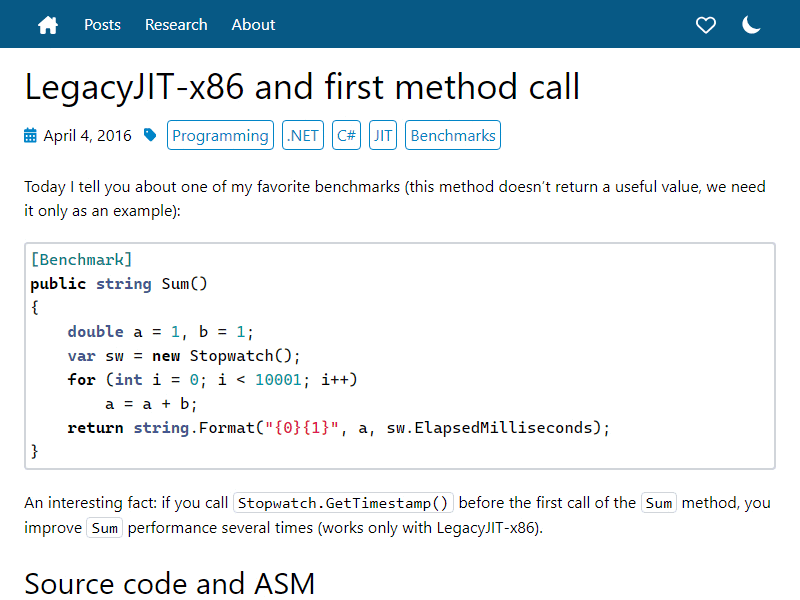 Posts Research About
LegacyJIT-x86 and first method call
April 4, 2016 Programming .NET C# JIT Benchmarks
Today I tell you about one of my favorite benchmarks (this method doesn’t return a useful value, we need
it only as an example):
[Benchmark]
public string Sum()
{
    double a = 1, b = 1;
    var sw = new Stopwatch();
    for (int i = 0; i < 10001; i++)
        a = a + b;
    return string.Format("{0}{1}", a, sw.ElapsedMilliseconds);
}
An interesting fact: if you call Stopwatch.GetTimestamp() before the first call of the Sum method, you
improve Sum performance several times (works only with LegacyJIT-x86).
Source code and ASM